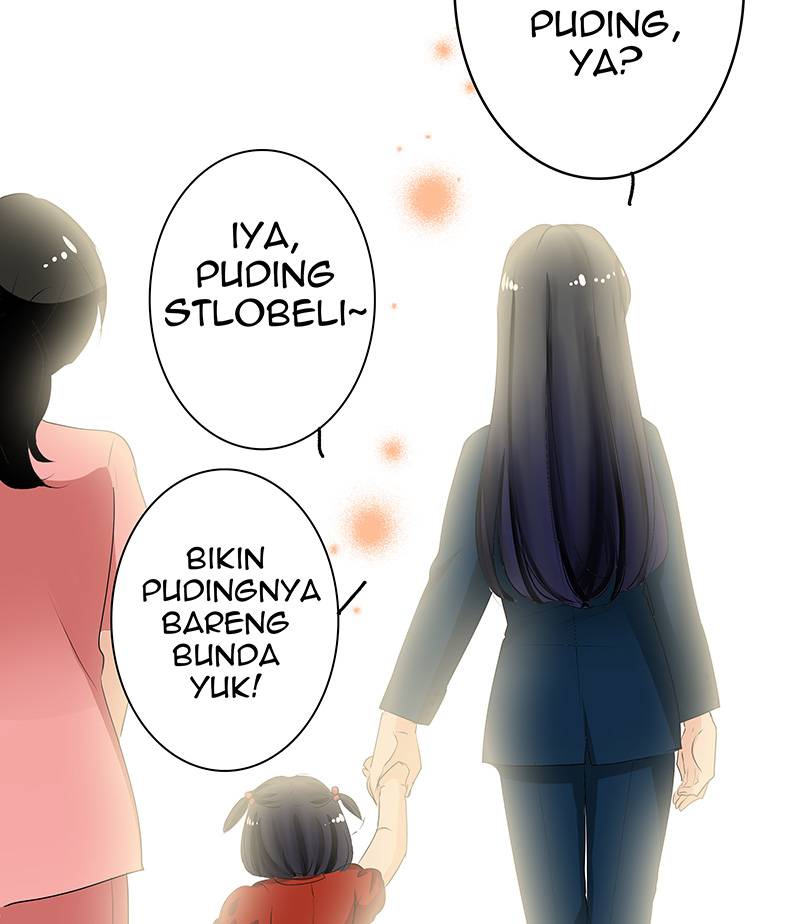 PUDING,
YA?
IYA,
PUDING
STLOBELI~
BIKIN
PUDINGNYA
BARENG
BUNDA
YUK!